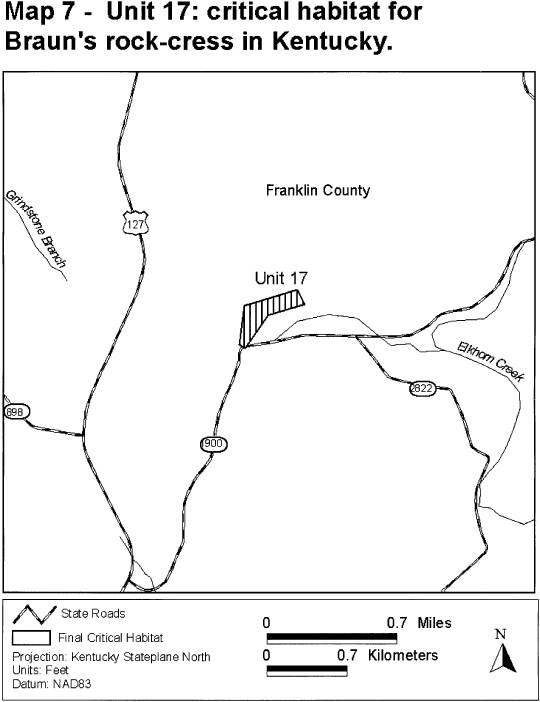 Map 7 - Unit 17: critical habitat for
Braun's rock-cress in Kentucky.
Franklin County
Grindstone Branch
127
Unit 17
Elkhorn Creek
2822
898
1900
State Roads
Final Critical Habitat
Projection: Kentucky Stateplane North
Units: Feet
Datum: NAD83
0 0.7 Miles
0 0.7 Kilometers
N